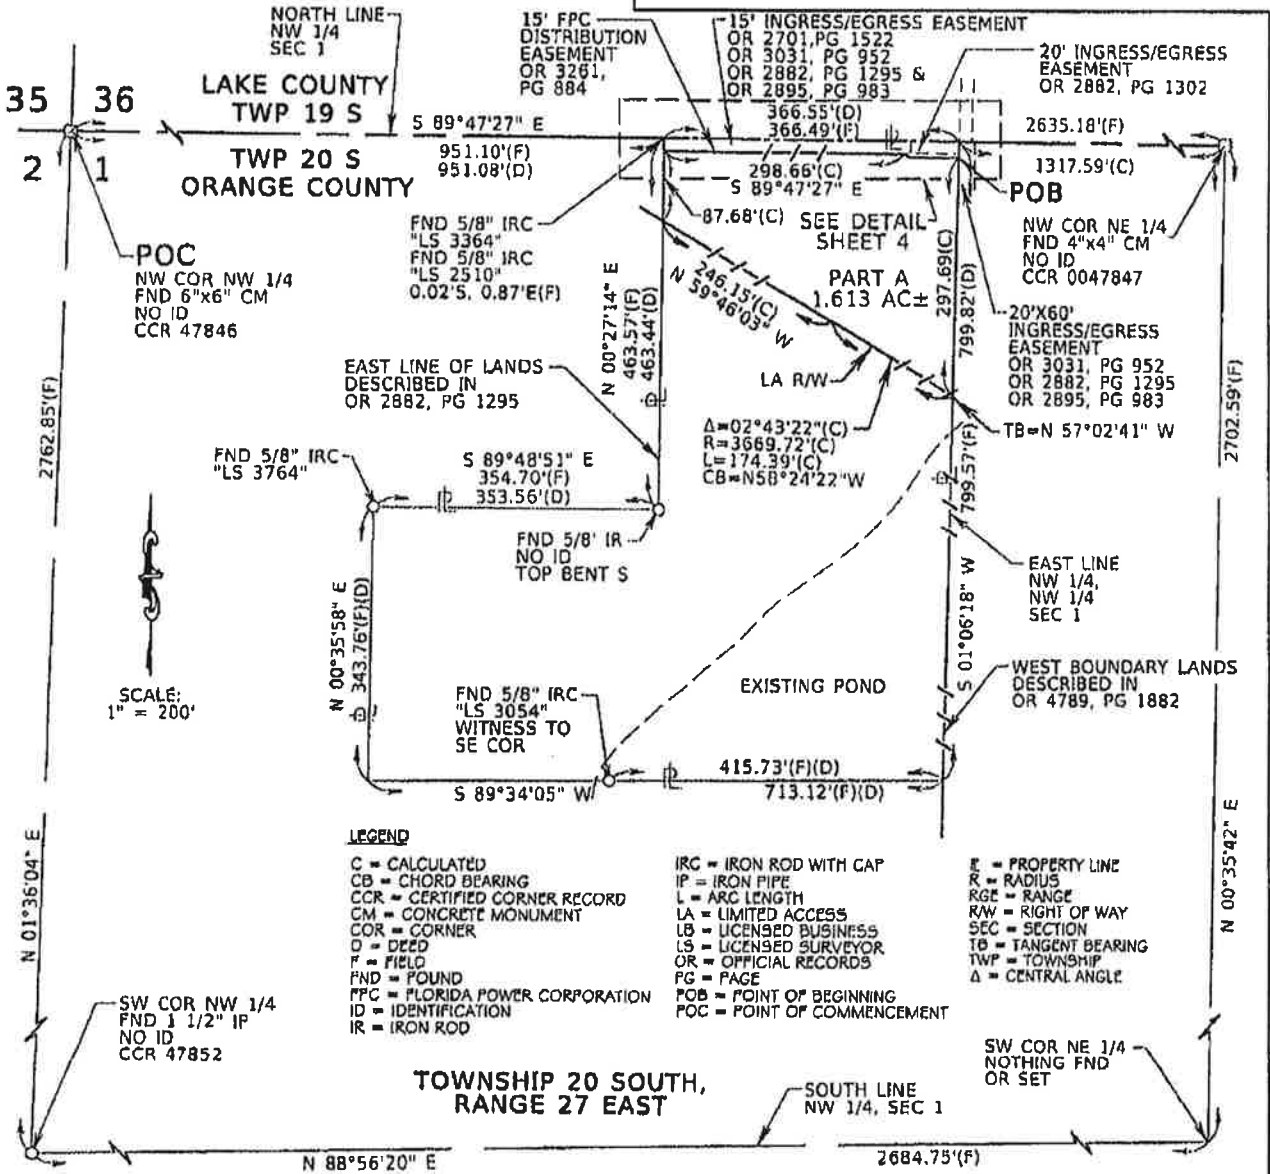 NORTH LINE
NW 1/4
SEC 1
15' FPC
DISTRIBUTION
EASEMENT
OR 3261,
PG 884
15' INGRESS/EGRESS EASEMENT
OR 2701,PG 1522
OR 3031, PG 952
OR 2882, PG 1295 &
OR 2895, PG 983
20' INGRESS/EGRESS
EASEMENT
OR 2882, PG 1302
35 36
2 1
LAKE COUNTY
TWP 19 S
TWP 20 S
ORANGE COUNTY
S 89°47'27" E
951.10'(F)
951.08'(D)
366.55'(D)
366.49'(F)
298.66'(C)
S 89°47'27" E
2635.18'(F)
1317.59'(C)
POB
POC
NW COR NW 1/4
FND 6"x6" CM
NO ID
CCR 47846
FND 5/8" IRC
"LS 3364"
FND 5/8" IRC
"LS 2510"
0.02'S, 0.87'E(F)
87.68'(C)
SEE DETAIL
SHEET 4
NW COR NE 1/4
FND 4"x4" CM
NO ID
CCR 0047847
PART A
1.613 AC±
246.15'(C)
N 59°46'03" W
297.69(C)
799.82'(D)
20'X60'
INGRESS/EGRESS
EASEMENT
OR 3031, PG 952
OR 2882, PG 1295
OR 2895, PG 983
N 00°27'14" E
463.57'(F)
463.44'(D)
EAST LINE OF LANDS
DESCRIBED IN
OR 2882, PG 1295
LA R/W
Δ=02°43'22"(C)
R=3669.72'(C)
L=174.39'(C)
CB=N58°24'22"W
TB=N 57°02'41" W
2762.85'(F)
2702.59'(F)
FND 5/8" IRC
"LS 3764"
S 89°48'51" E
354.70'(F)
353.56'(D)
799.57'(F)
FND 5/8' IR
NO ID
TOP BENT S
EAST LINE
NW 1/4,
NW 1/4
SEC 1
SCALE:
1" = 200'
N 00°35'58" E
343.76'(F)(D)
S 01°06'18" W
FND 5/8" IRC
"LS 3054"
WITNESS TO
SE COR
EXISTING POND
WEST BOUNDARY LANDS
DESCRIBED IN
OR 4789, PG 1882
S 89°34'05" W
415.73'(F)(D)
713.12'(F)(D)
N 01°36'04" E
N 00°35'42" E
LEGEND
C = CALCULATED
CB = CHORD BEARING
CCR = CERTIFIED CORNER RECORD
CM = CONCRETE MONUMENT
COR = CORNER
D = DEED
F = FIELD
FND = FOUND
FPC = FLORIDA POWER CORPORATION
ID = IDENTIFICATION
IR = IRON ROD
IRC = IRON ROD WITH CAP
IP = IRON PIPE
L = ARC LENGTH
LA = LIMITED ACCESS
LB = LICENSED BUSINESS
LS = LICENSED SURVEYOR
OR = OFFICIAL RECORDS
PG = PAGE
POB = POINT OF BEGINNING
POC = POINT OF COMMENCEMENT
PL = PROPERTY LINE
R = RADIUS
RGE = RANGE
R/W = RIGHT OF WAY
SEC = SECTION
TB = TANGENT BEARING
TWP = TOWNSHIP
Δ = CENTRAL ANGLE
SW COR NW 1/4
FND 1 1/2" IP
NO ID
CCR 47852
SW COR NE 1/4
NOTHING FND
OR SET
TOWNSHIP 20 SOUTH,
RANGE 27 EAST
SOUTH LINE
NW 1/4, SEC 1
N 88°56'20" E
2684.75'(F)